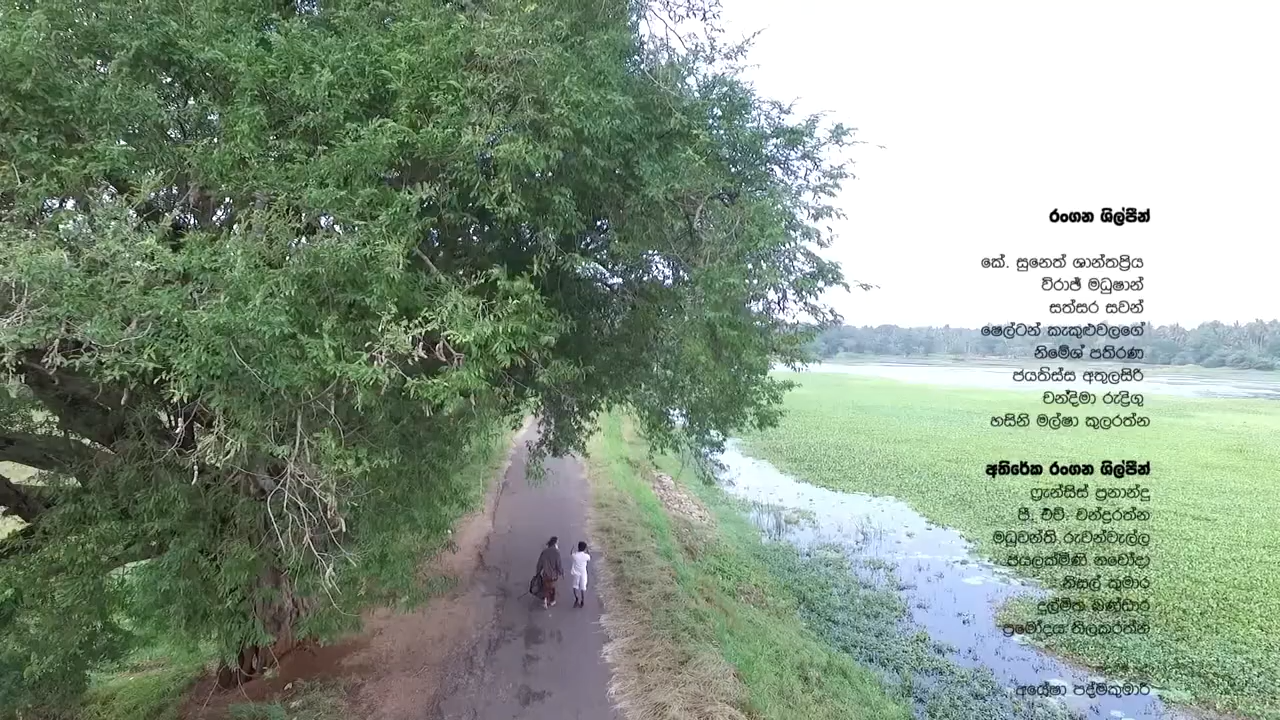 රංගන ශිල්පීන්
කේ. සුනෙත් ශාන්තප්‍රිය
විරාජ් මධුෂාන්
සත්සර සවන්
ෂෙල්ටන් කැකුළුවලගේ
නිමේශ් පතිරණ
ජයතිස්ස අතුලසිරි
චන්දිමා රුද්‍රිගු
හසිනි මල්ෂා කුලරත්න
අතිරේක රංගන ශිල්පීන්
ග්‍රැන්සිස් ප්‍රනාන්දු
පී. එච්. චන්ද්‍රරත්න
මධුවන්ති රුවන්වැල්ල
ජයලක්මිණි නවෝද්‍යා
නිසල් කුමාර
දුල්මිත බණ්ඩාර
ප්‍රමෝදය තිලකරත්න
අයේෂා පද්මකුමාර